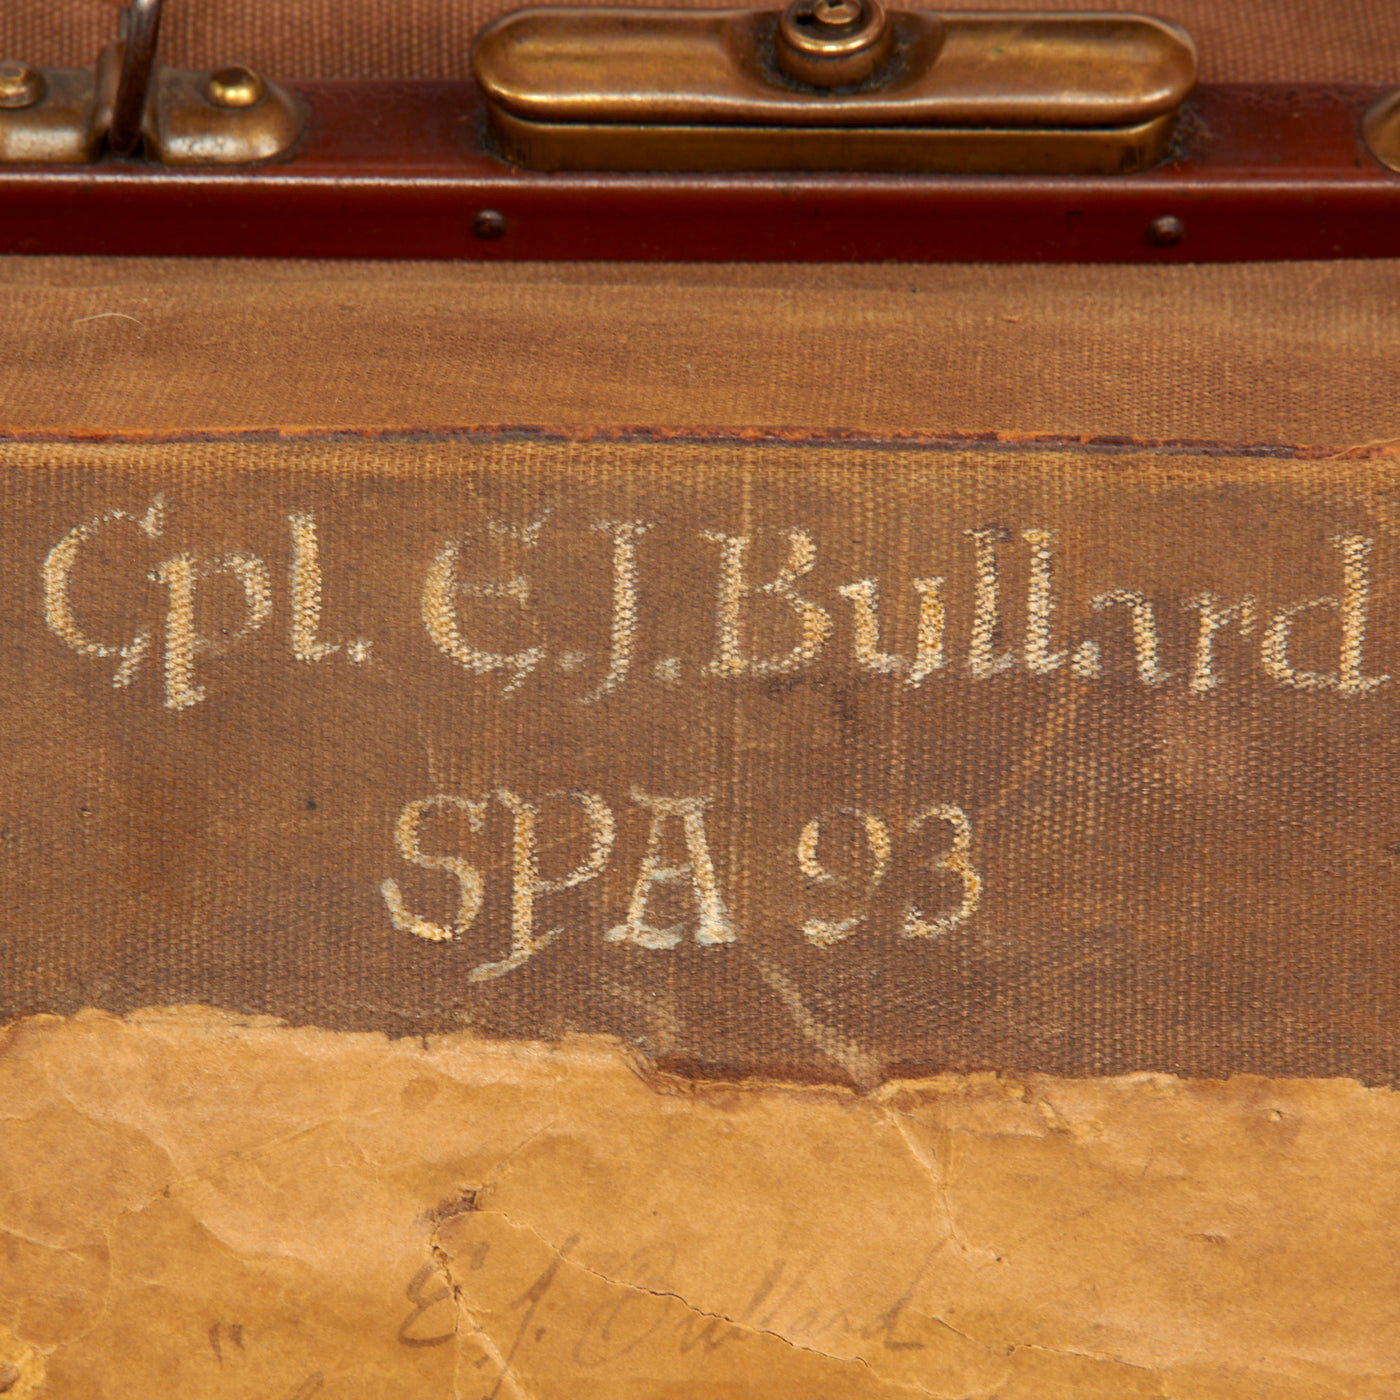 Cpl. E.J. Bullard
SPA 93
E. J. Bullard
"